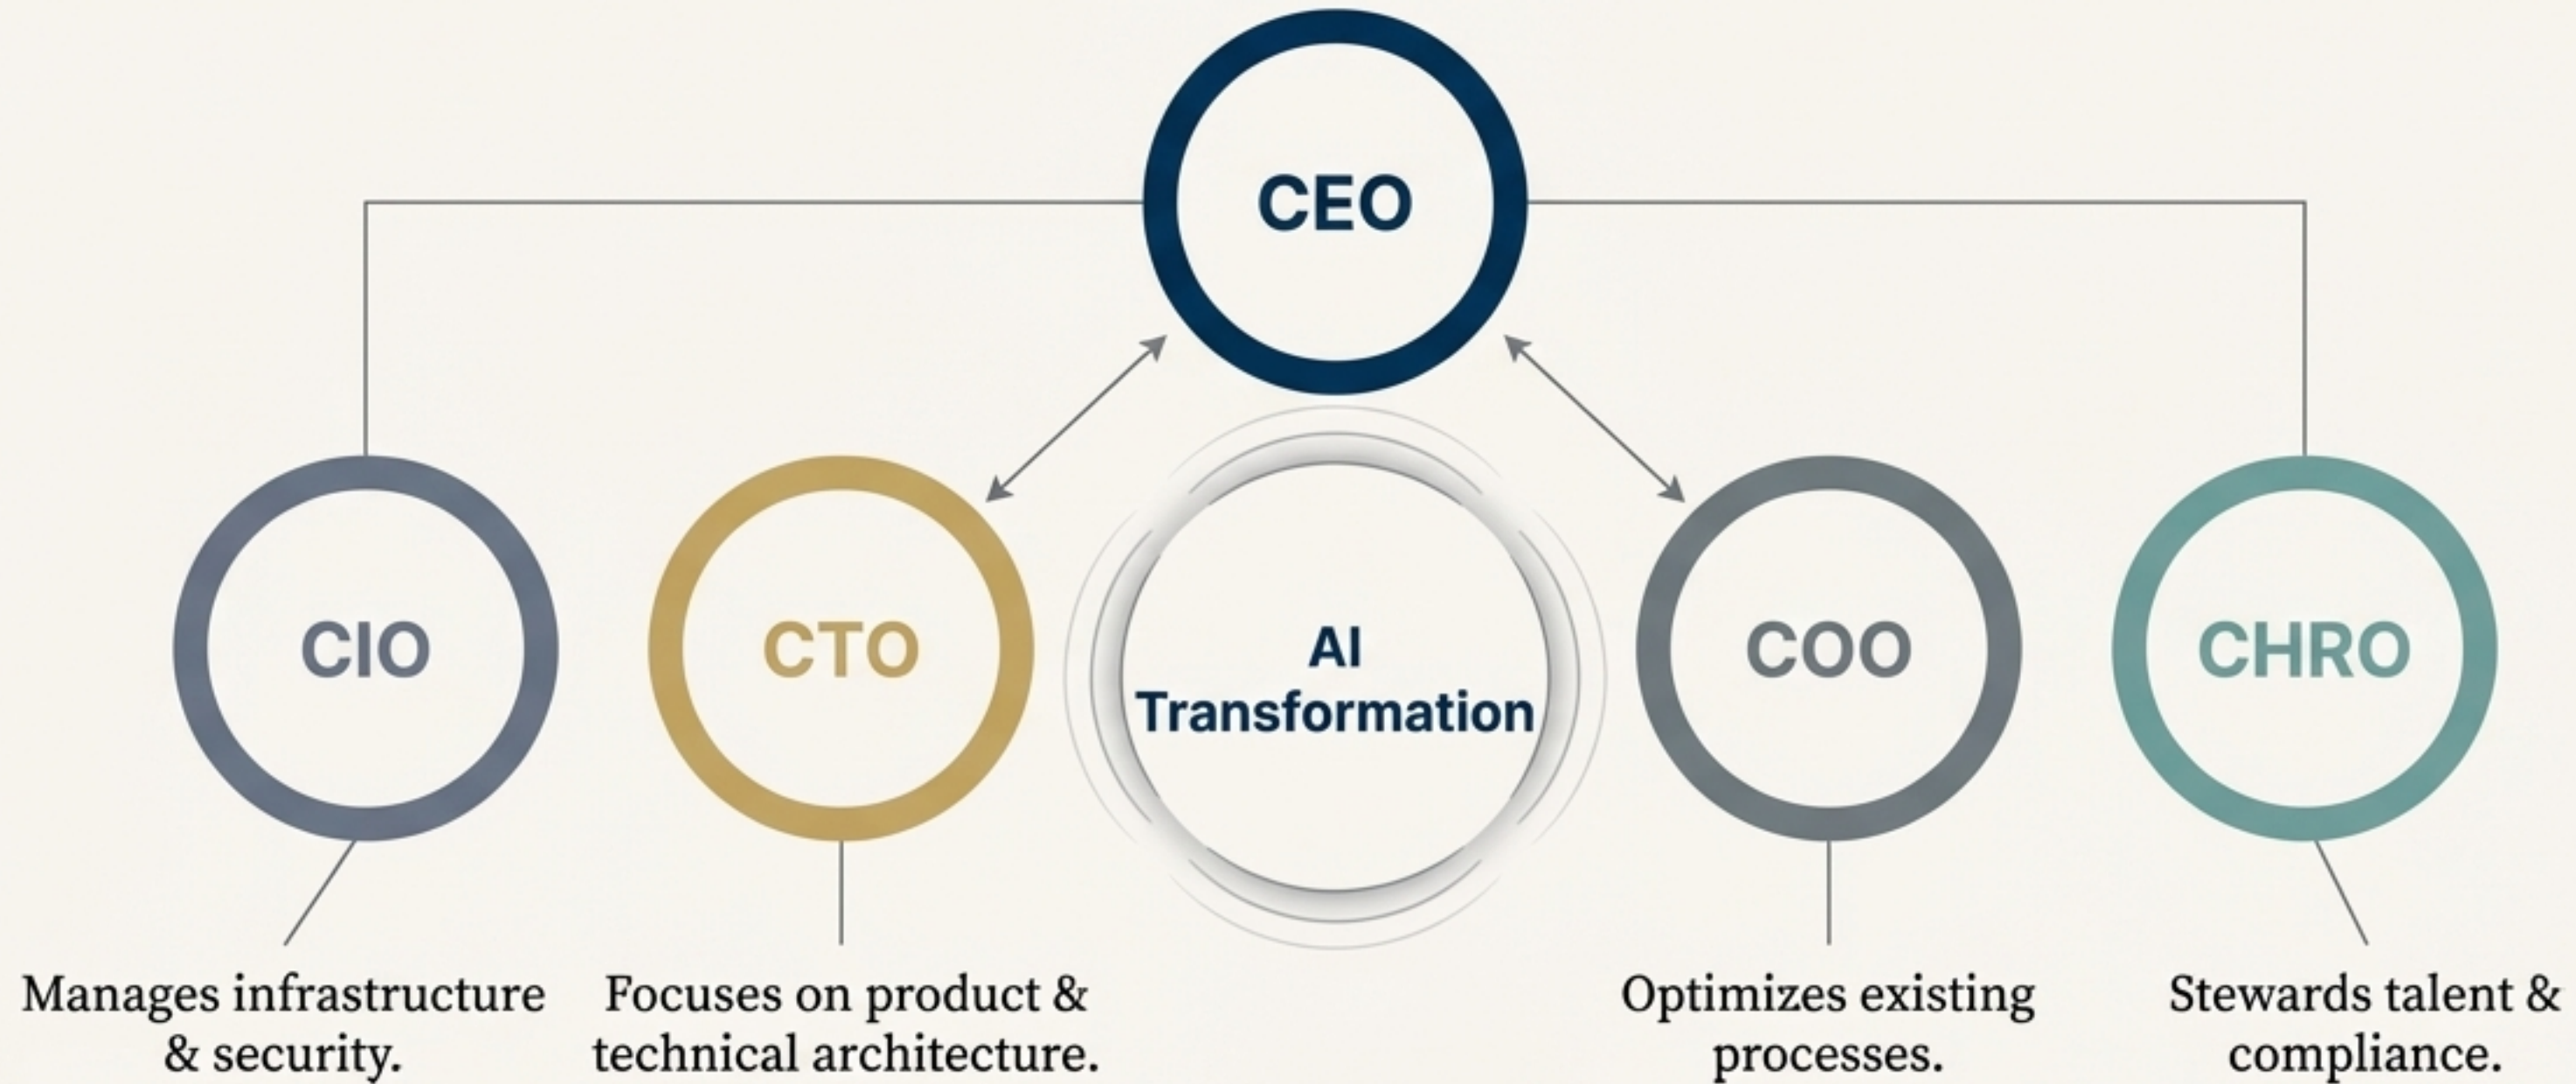 CEO
CIO
CTO
AI
Transformation
COO
CHRO
Manages infrastructure
& security.
Focuses on product &
technical architecture.
Optimizes existing
processes.
Stewards talent &
compliance.